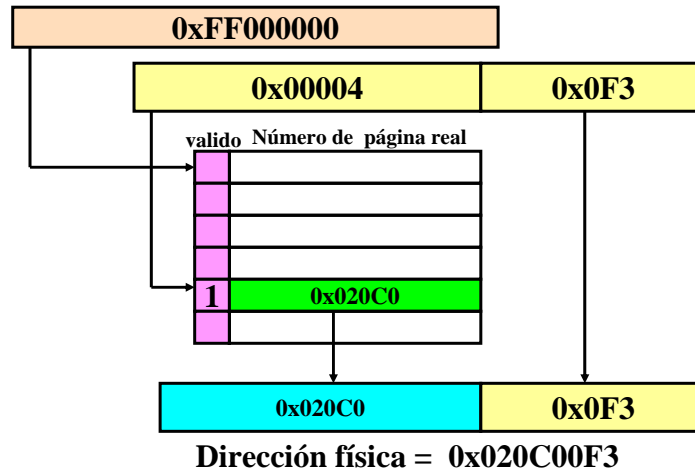 0xFF000000
0x00004 0x0F3
valido Número de página real
1 0x020C0
0x020C0 0x0F3
Dirección física = 0x020C00F3